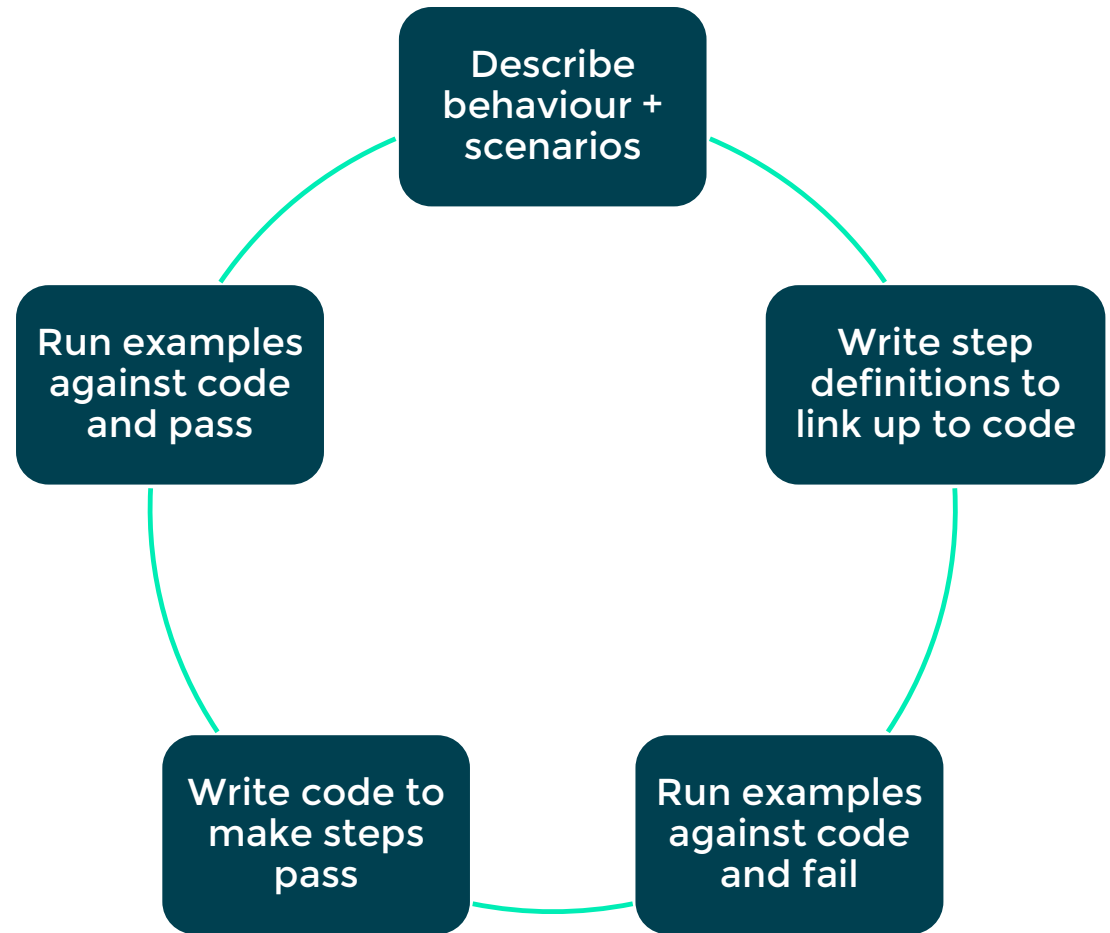 Describe
behaviour +
scenarios
Write step
definitions to
link up to code
Run examples
against code
and fail
Write code to
make steps
pass
Run examples
against code
and pass